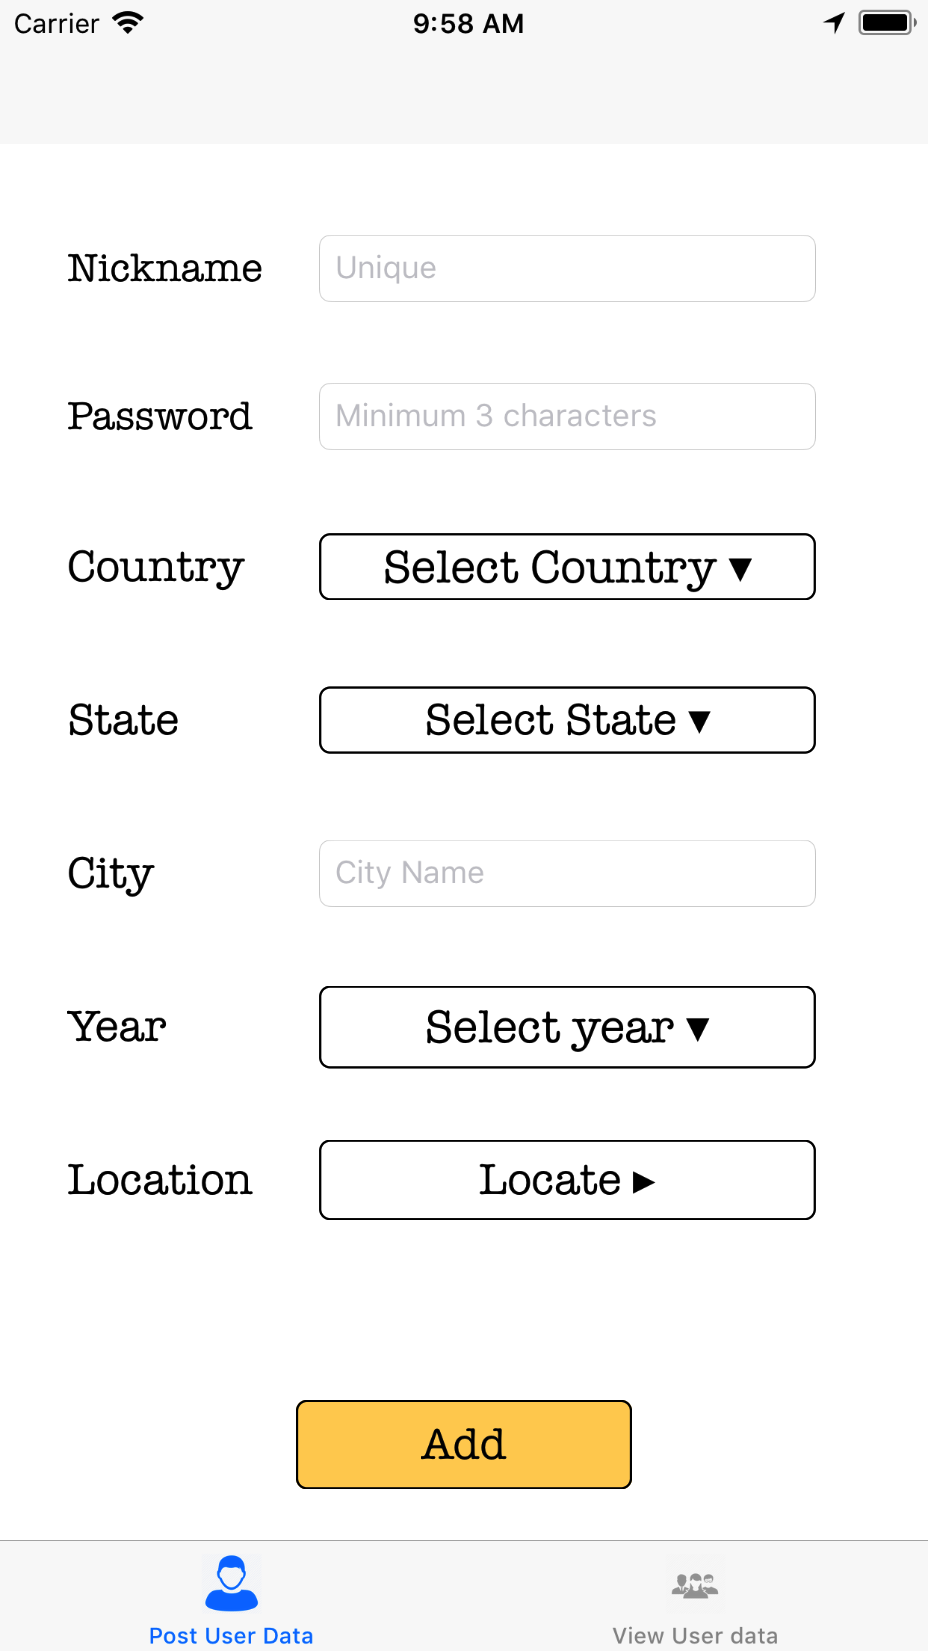 Carrier 9:58 AM
Nickname Unique
Password Minimum 3 characters
Country Select Country ▾
State Select State ▾
City City Name
Year Select year ▾
Location Locate ▸
Add
Post User Data View User data